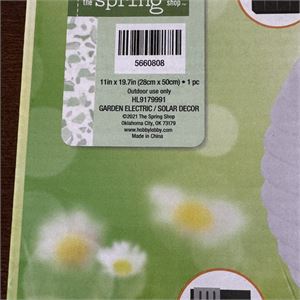 the spring shop™
5660808
11in x 19.7in (28cm x 50cm) • 1 pc
Outdoor use only
HL9179991
GARDEN ELECTRIC / SOLAR DECOR
©2021 The Spring Shop
Oklahoma City, OK 73179
www.hobbylobby.com • Made in China